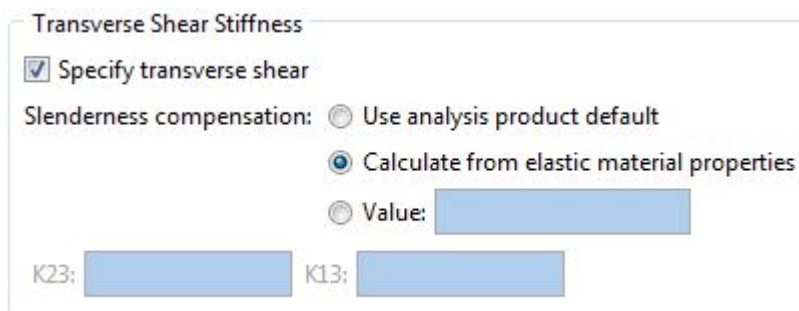 Transverse Shear Stiffness
Specify transverse shear
Slenderness compensation: Use analysis product default
Calculate from elastic material properties
Value:
K23: K13: